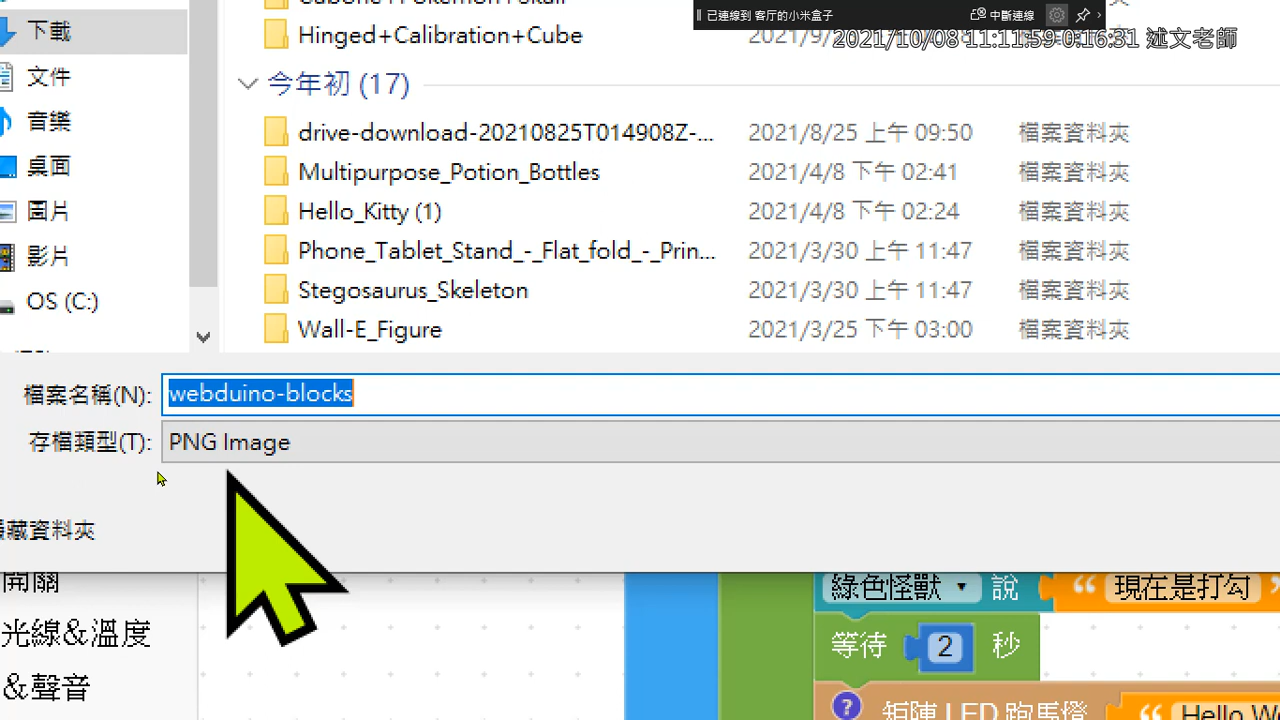 已連線到 客厅的小米盒子
中斷連線
2021/10/08 11:11:59 0:16:31 述文老師
下載
文件
音樂
桌面
圖片
影片
OS (C:)
Hinged+Calibration+Cube
今年初 (17)
drive-download-20210825T014908Z-... 2021/8/25 上午 09:50 檔案資料夾
Multipurpose_Potion_Bottles 2021/4/8 下午 02:41 檔案資料夾
Hello_Kitty (1) 2021/4/8 下午 02:24 檔案資料夾
Phone_Tablet_Stand_-_Flat_fold_-_Prin... 2021/3/30 上午 11:47 檔案資料夾
Stegosaurus_Skeleton 2021/3/30 上午 11:47 檔案資料夾
Wall-E_Figure 2021/3/25 下午 03:00 檔案資料夾
檔案名稱(N): webduino-blocks
存檔類型(T): PNG Image
藏資料夾
開關
光線&溫度
&聲音
綠色怪獸 說 “ 現在是打勾
等待 2 秒
? 矩陣 LED 跑馬燈 “ Hello W